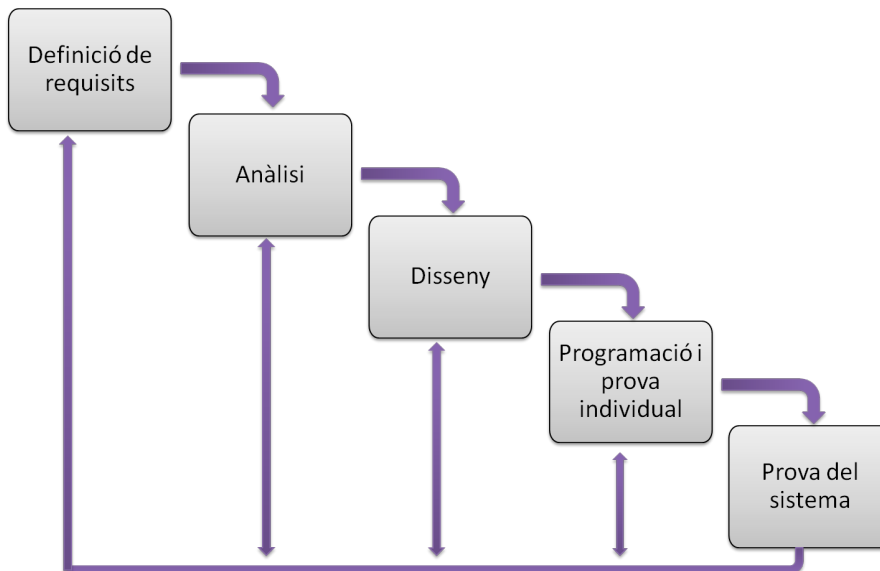 Definició de
requisits
Anàlisi
Disseny
Programació i
prova
individual
Prova del
sistema